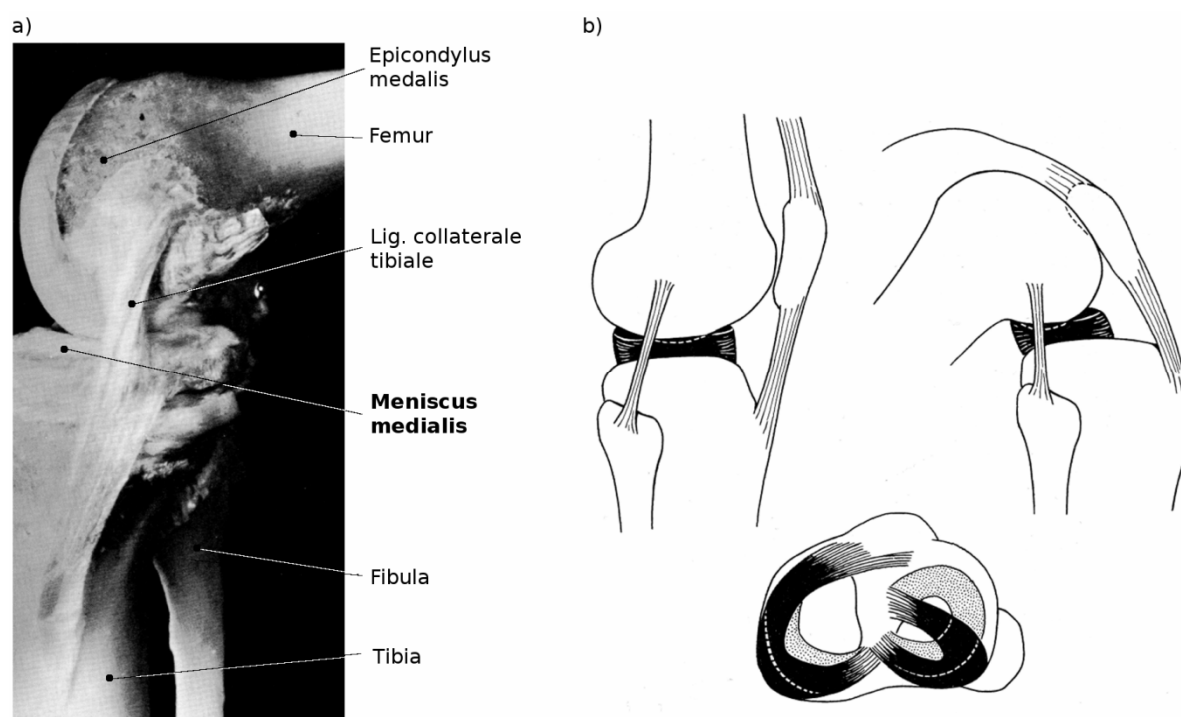 a)
b)
Epicondylus
medalis
Femur
Lig. collaterale
tibiale
Meniscus
medialis
Fibula
Tibia